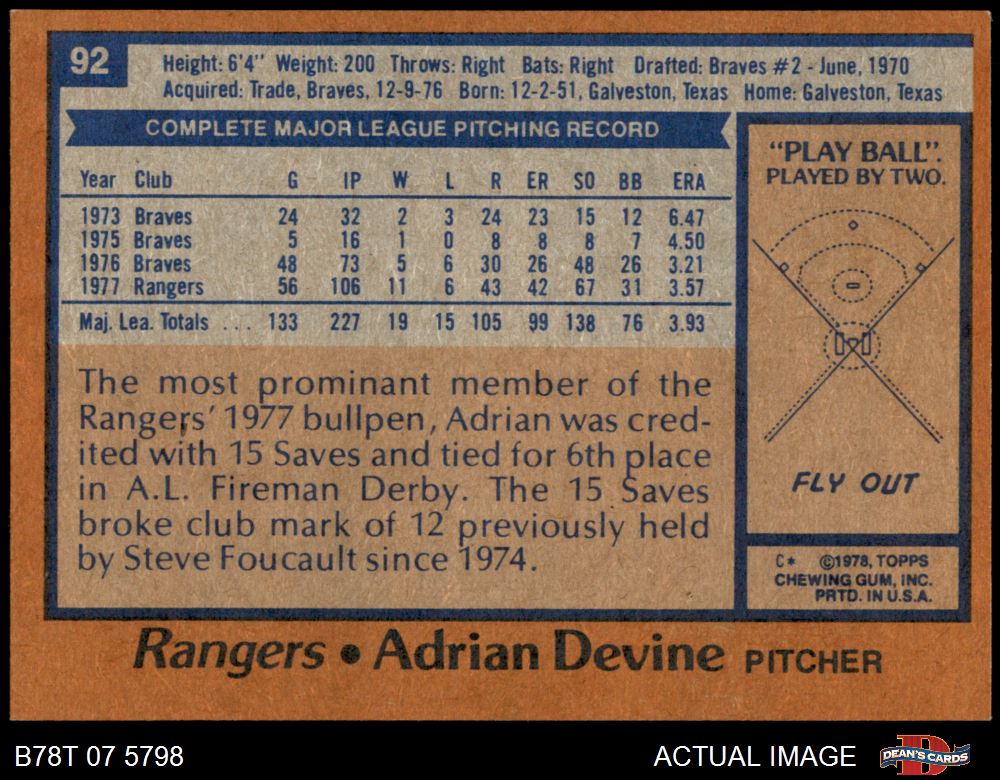 92
Height: 6'4" Weight: 200 Throws: Right Bats: Right Drafted: Braves #2 - June, 1970
Acquired: Trade, Braves, 12-9-76 Born: 12-2-51, Galveston, Texas Home: Galveston, Texas
COMPLETE MAJOR LEAGUE PITCHING RECORD
Year Club G IP W L R ER SO BB ERA
1973 Braves 24 32 2 3 24 23 15 12 6.47
1975 Braves 5 16 1 0 8 8 8 7 4.50
1976 Braves 48 73 5 6 30 26 48 26 3.21
1977 Rangers 56 106 11 6 43 42 67 31 3.57
Maj. Lea. Totals ... 133 227 19 15 105 99 138 76 3.93
The most prominant member of the
Rangers' 1977 bullpen, Adrian was cred-
ited with 15 Saves and tied for 6th place
in A.L. Fireman Derby. The 15 Saves
broke club mark of 12 previously held
by Steve Foucault since 1974.
"PLAY BALL".
PLAYED BY TWO.
FLY OUT
C* ©1978, TOPPS
CHEWING GUM, INC.
PRTD. IN U.S.A.
Rangers • Adrian Devine PITCHER
B78T 07 5798
ACTUAL IMAGE
D
DEAN'S CARDS